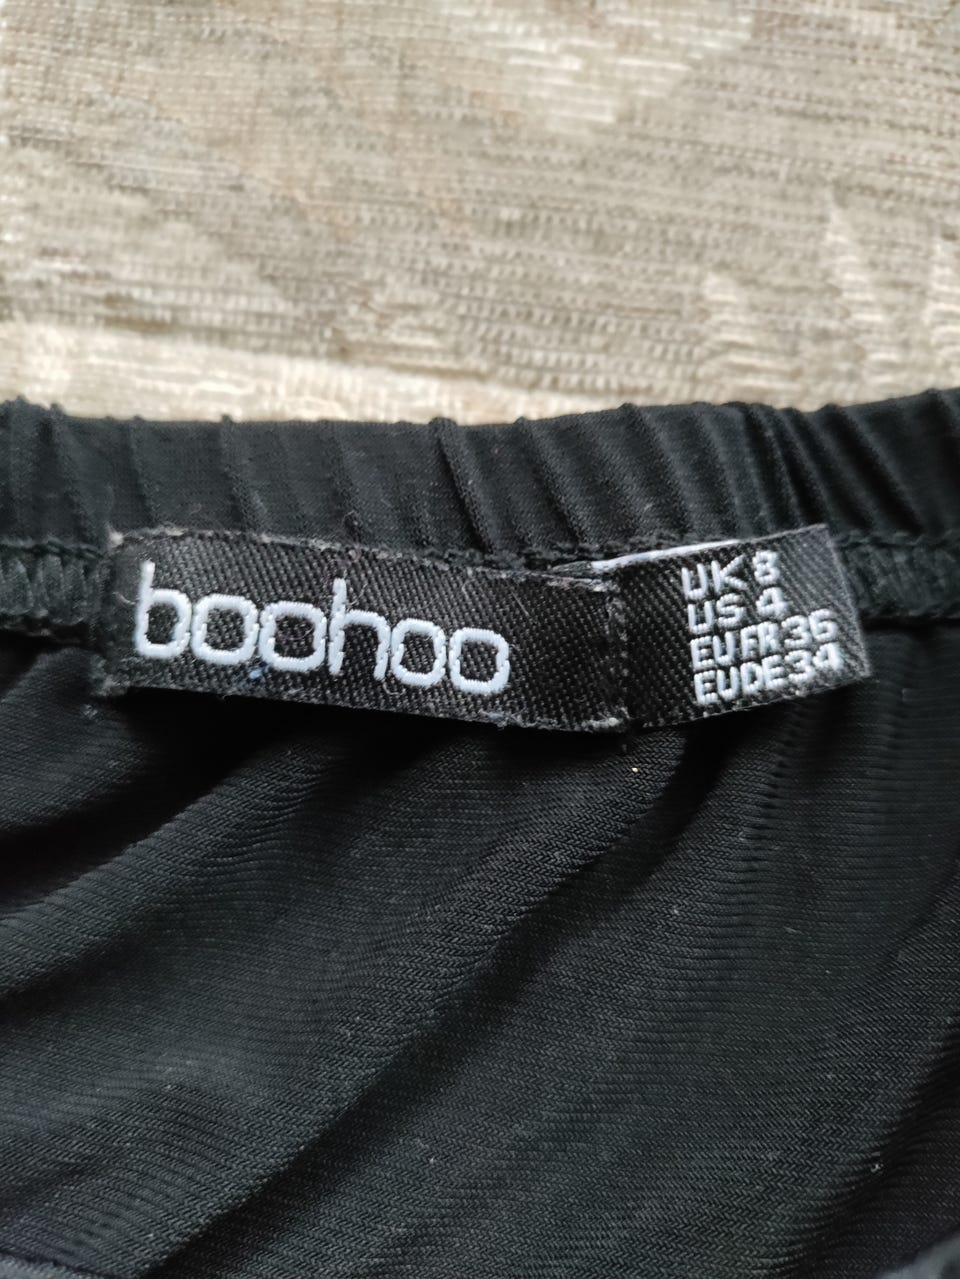 boohoo
UK 8
US 4
EU FR 36
EU DE 34